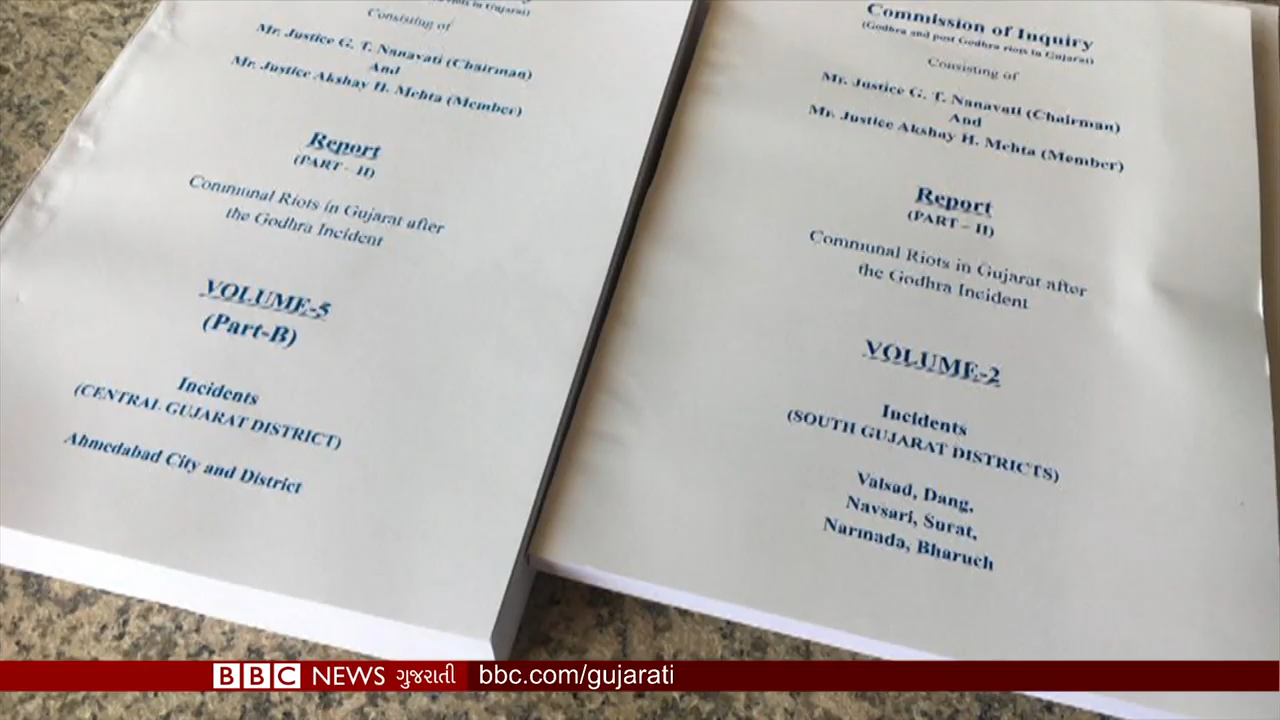 Consisting of
Mr. Justice G. T. Nanavati (Chairman)
And
Mr. Justice Akshay H. Mehta (Member)
Report
(PART - II)
Communal Riots in Gujarat after
the Godhra Incident
VOLUME-5
(Part-B)
Incidents
(CENTRAL GUJARAT DISTRICT)
Ahmedabad City and District
Commission of Inquiry
(Godhra and post Godhra riots in Gujarat)
Consisting of
Mr. Justice G. T. Nanavati (Chairman)
And
Mr. Justice Akshay H. Mehta (Member)
Report
(PART - II)
Communal Riots in Gujarat after
the Godhra Incident
VOLUME-2
Incidents
(SOUTH GUJARAT DISTRICTS)
Valsad, Dang,
Navsari, Surat,
Narmada, Bharuch
BBC NEWS ગુજરાતી bbc.com/gujarati